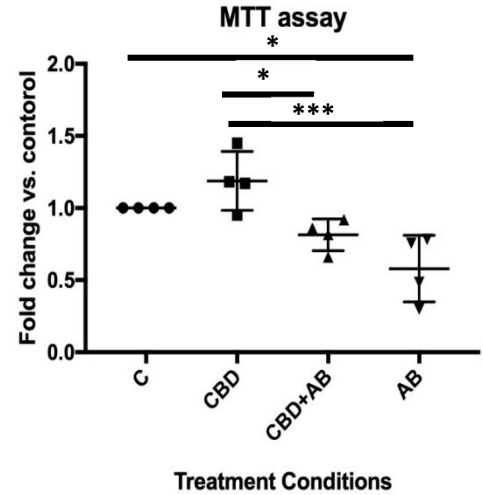 MTT assay
*
*
***
Fold change vs. contorol
2.0
1.5
1.0
0.5
0.0
C
CBD
CBD+AB
AB
Treatment Conditions